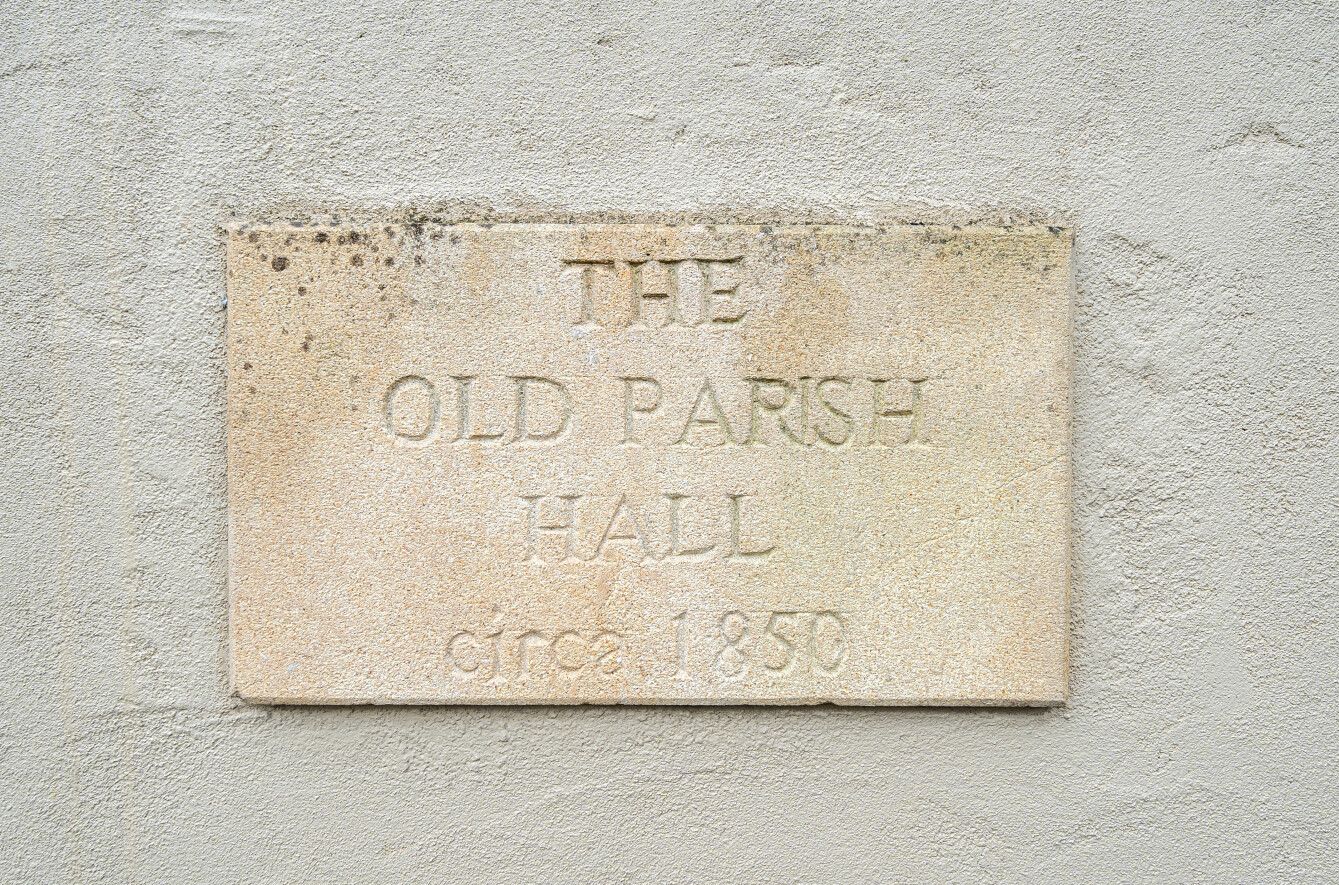 THE
OLD PARISH
HALL
circa 1850